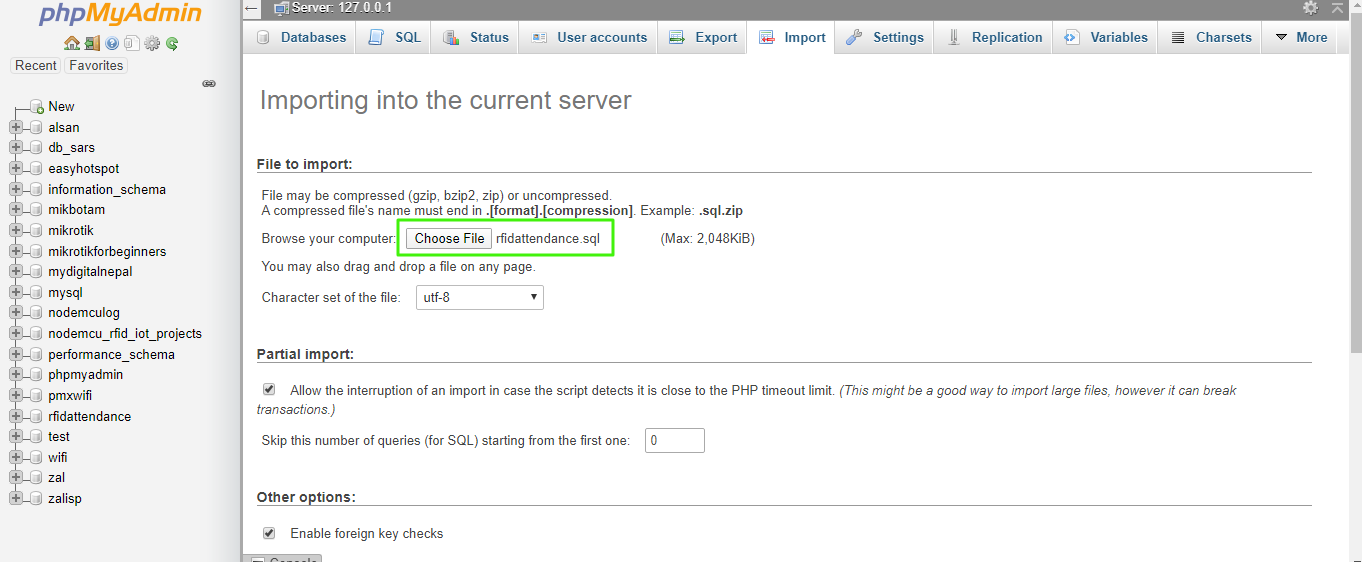 phpMyAdmin
Recent Favorites
New
alsan
db_sars
easyhotspot
information_schema
mikbotam
mikrotik
mikrotikforbeginners
mydigitalnepal
mysql
nodemculog
nodemcu_rfid_iot_projects
performance_schema
phpmyadmin
pmxwifi
rfidattendance
test
wifi
zal
zalisp
Server: 127.0.0.1
Databases SQL Status User accounts Export Import Settings Replication Variables Charsets More
Importing into the current server
File to import:
File may be compressed (gzip, bzip2, zip) or uncompressed.
A compressed file's name must end in .[format].[compression]. Example: .sql.zip
Browse your computer: Choose File rfidattendance.sql (Max: 2,048KiB)
You may also drag and drop a file on any page.
Character set of the file: utf-8
Partial import:
Allow the interruption of an import in case the script detects it is close to the PHP timeout limit. (This might be a good way to import large files, however it can break
transactions.)
Skip this number of queries (for SQL) starting from the first one: 0
Other options:
Enable foreign key checks
Console